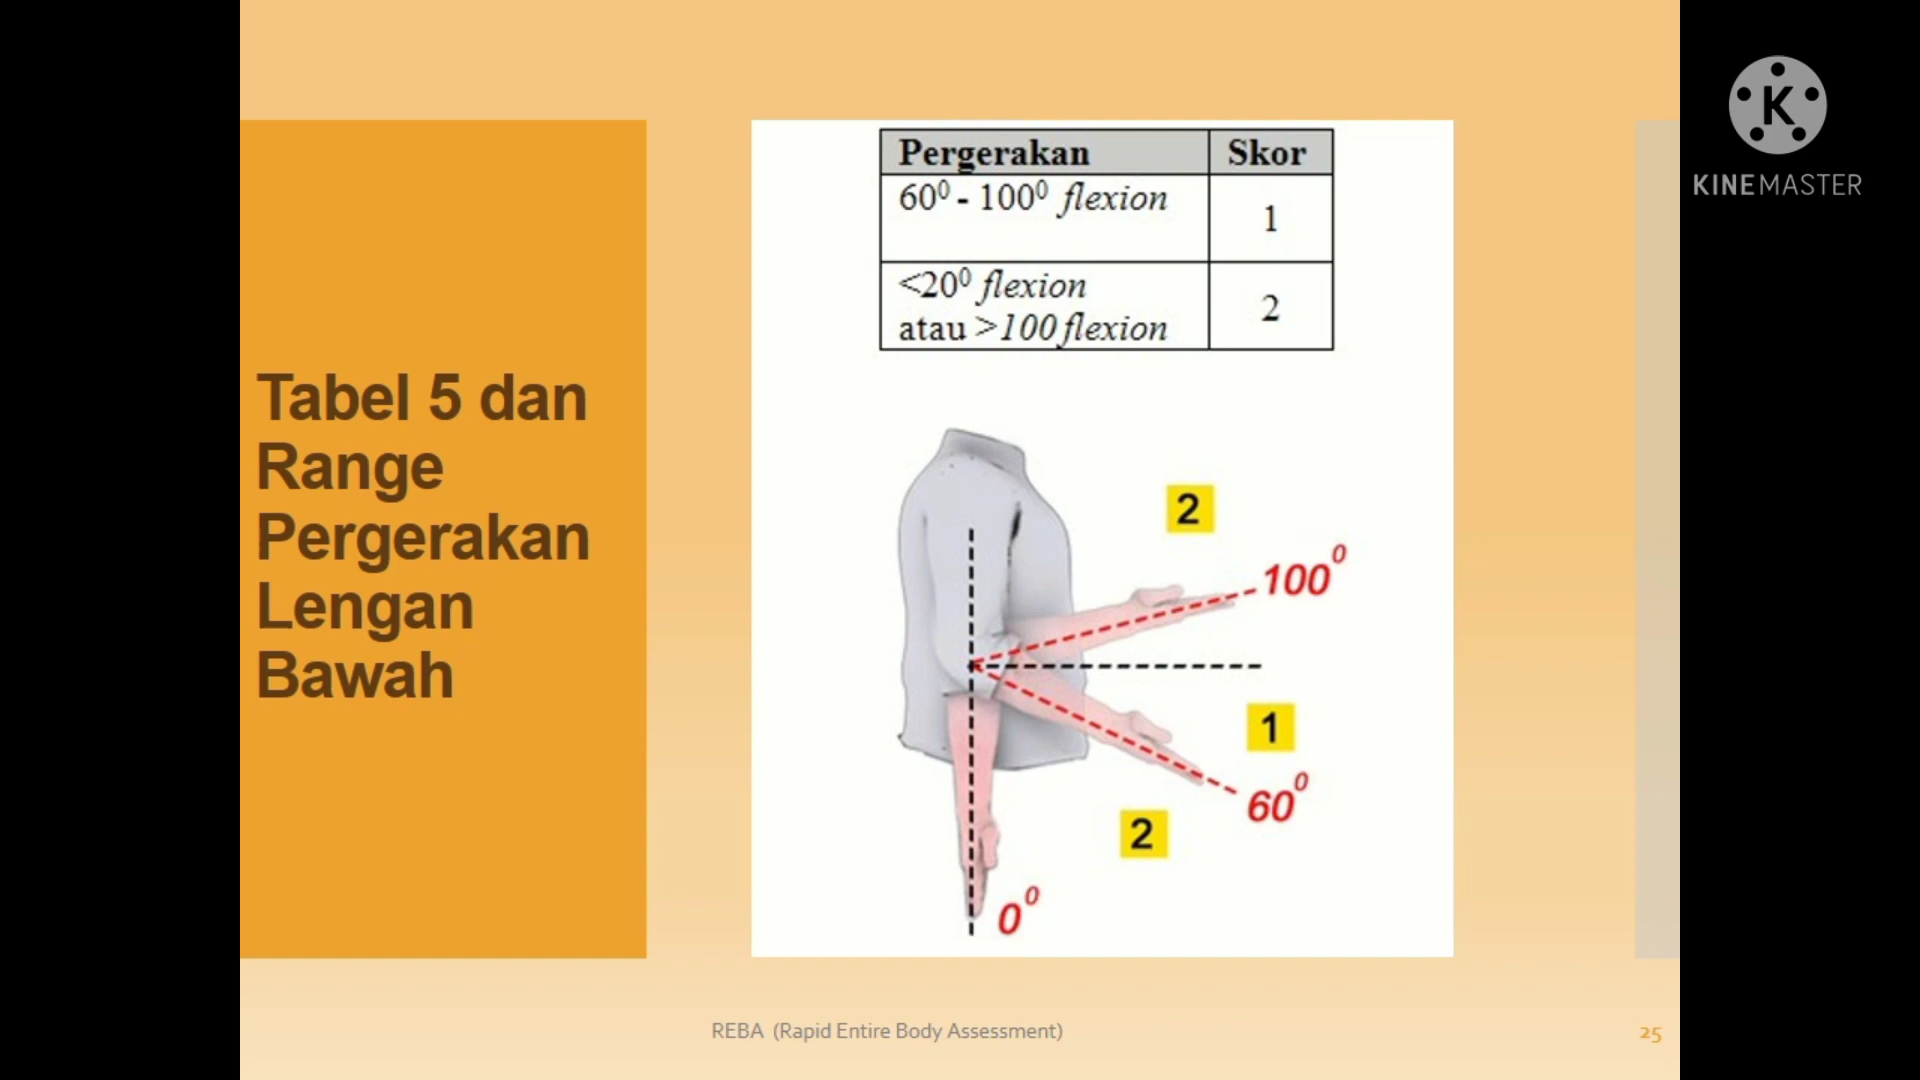 KINEMASTER
Tabel 5 dan
Range
Pergerakan
Lengan
Bawah
Pergerakan Skor
60⁰ - 100⁰ flexion 1
<20⁰ flexion
atau >100 flexion 2
2
100⁰
1
60⁰
2
0⁰
REBA (Rapid Entire Body Assessment)
25